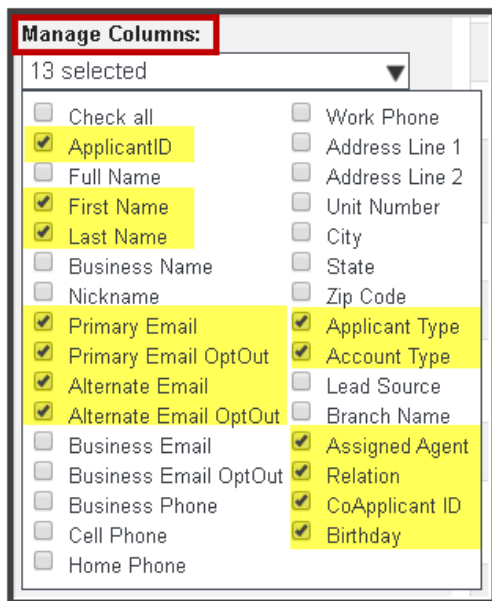 Manage Columns:
13 selected
Check all
ApplicantID
Full Name
First Name
Last Name
Business Name
Nickname
Primary Email
Primary Email OptOut
Alternate Email
Alternate Email OptOut
Business Email
Business Email OptOut
Business Phone
Cell Phone
Home Phone
Work Phone
Address Line 1
Address Line 2
Unit Number
City
State
Zip Code
Applicant Type
Account Type
Lead Source
Branch Name
Assigned Agent
Relation
CoApplicant ID
Birthday